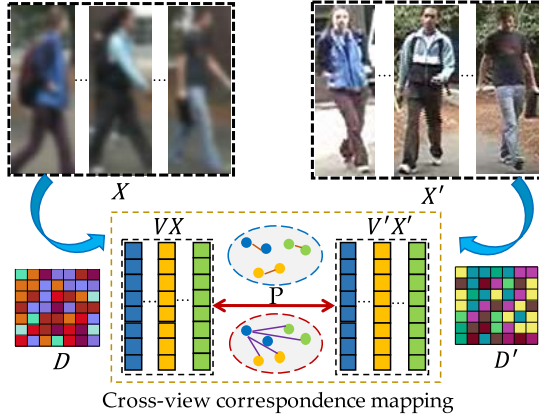 ... ...
... ...
X
X′
VX
V′X′
... ...
P
... ...
D
D′
Cross-view correspondence mapping